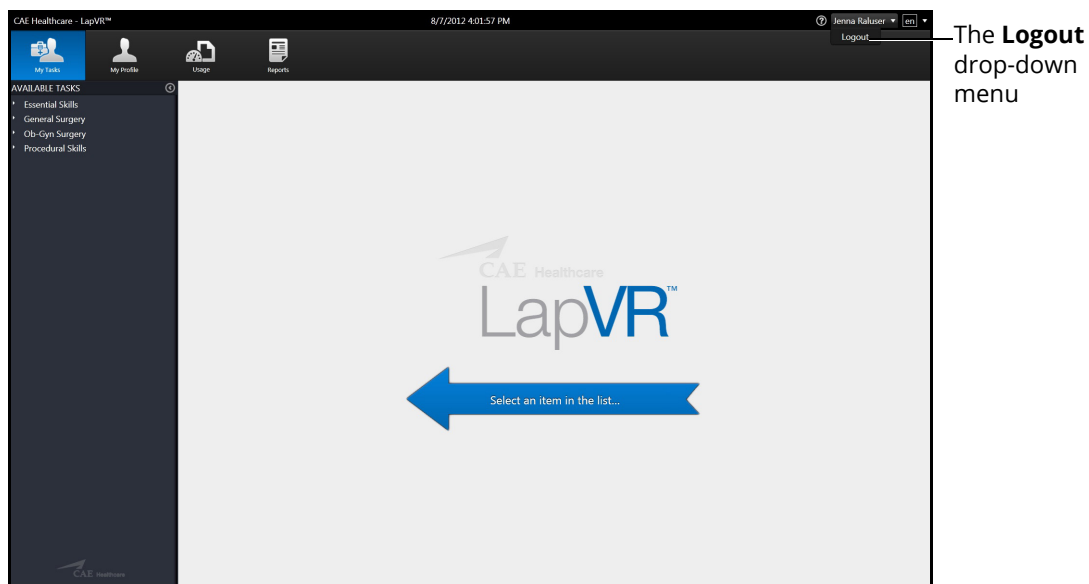 CAE Healthcare - LapVR™
8/7/2012 4:01:57 PM
? Jenna Raluser en
Logout
The Logout
drop-down
menu
My Tasks
My Profile
Usage
Reports
AVAILABLE TASKS
Essential Skills
General Surgery
Ob-Gyn Surgery
Procedural Skills
CAE Healthcare
LapVR™
Select an item in the list...
CAE Healthcare